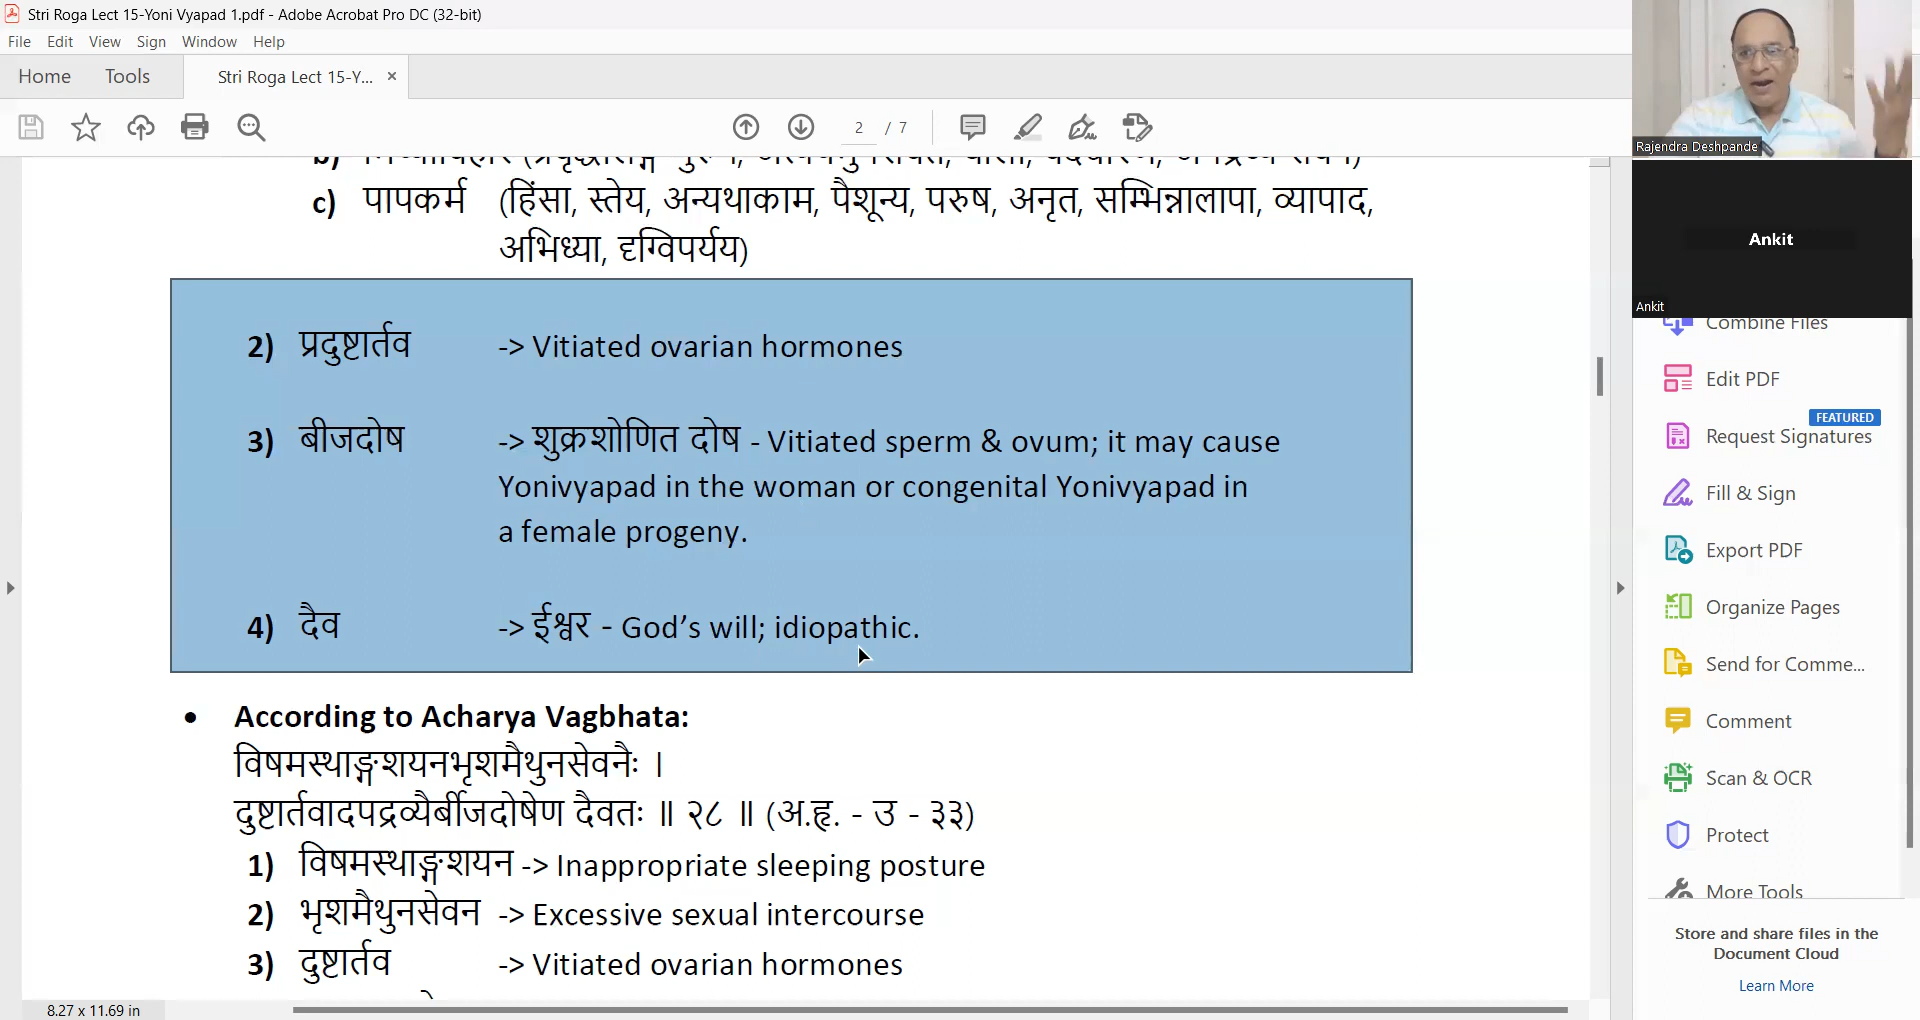 Stri Roga Lect 15-Yoni Vyapad 1.pdf - Adobe Acrobat Pro DC (32-bit)
File Edit View Sign Window Help
Home Tools Stri Roga Lect 15-Y... ×
2 / 7
Rajendra Deshpande
Ankit
Ankit
b)
c) पापकर्म (हिंसा, स्तेय, अन्यथाकाम, पैशून्य, परुष, अनृत, सम्भिन्नालापा, व्यापाद,
अभिध्या, दृग्विपर्यय)
2) प्रदुष्टार्तव -> Vitiated ovarian hormones
3) बीजदोष -> शुक्रशोणित दोष - Vitiated sperm & ovum; it may cause
Yonivyapad in the woman or congenital Yonivyapad in
a female progeny.
4) दैव -> ईश्वर - God’s will; idiopathic.
• According to Acharya Vagbhata:
विषमस्थाङ्गशयनभृशमैथुनसेवनैः ।
दुष्टार्तवादपद्रव्यैर्बीजदोषेण दैवतः ॥ २८ ॥ (अ.हृ. - उ - ३३)
1) विषमस्थाङ्गशयन -> Inappropriate sleeping posture
2) भृशमैथुनसेवन -> Excessive sexual intercourse
3) दुष्टार्तव -> Vitiated ovarian hormones
8.27 x 11.69 in
Combine Files
Edit PDF
FEATURED
Request Signatures
Fill & Sign
Export PDF
Organize Pages
Send for Comme...
Comment
Scan & OCR
Protect
More Tools
Store and share files in the
Document Cloud
Learn More